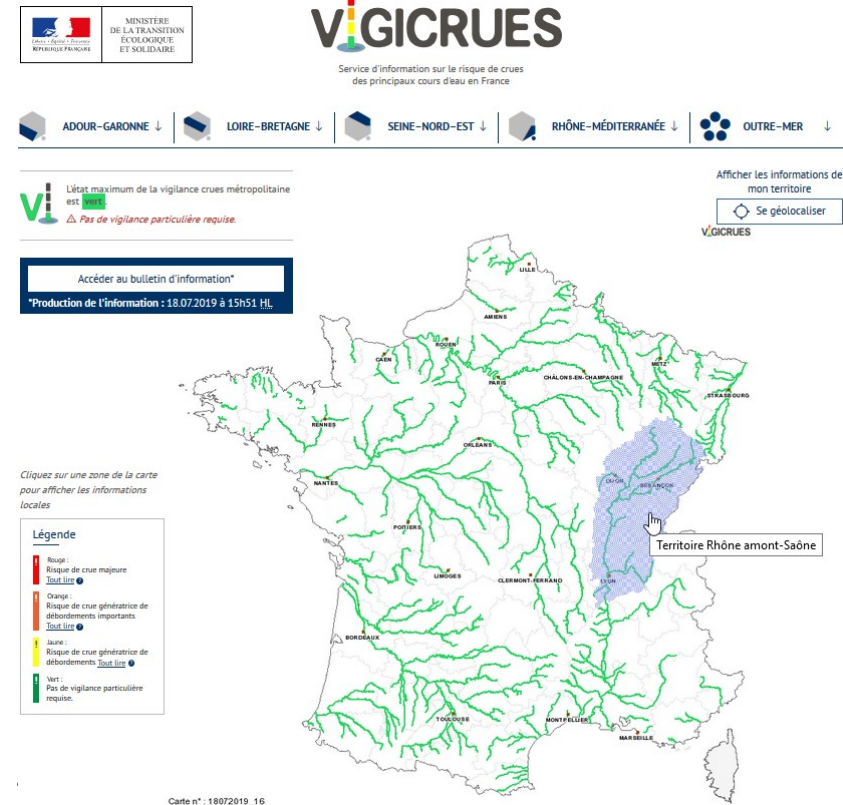 Liberté • Égalité • Fraternité
RÉPUBLIQUE FRANÇAISE
MINISTÈRE
DE LA TRANSITION
ÉCOLOGIQUE
ET SOLIDAIRE
VIGICRUES
Service d'information sur le risque de crues
des principaux cours d'eau en France
ADOUR-GARONNE ↓
LOIRE-BRETAGNE ↓
SEINE-NORD-EST ↓
RHÔNE-MÉDITERRANÉE ↓
OUTRE-MER ↓
L'état maximum de la vigilance crues métropolitaine
est vert.
⚠ Pas de vigilance particulière requise.
Afficher les informations de
mon territoire
Se géolocaliser
VIGICRUES
Accéder au bulletin d'information*
*Production de l'information : 18.07.2019 à 15h51 HL
LILLE
AMIENS
ROUEN
CAEN
METZ
PARIS
CHÂLONS-EN-CHAMPAGNE
STRASBOURG
RENNES
ORLEANS
DIJON
BESANÇON
NANTES
POITIERS
Territoire Rhône amont-Saône
LIMOGES
CLERMONT-FERRAND
LYON
BORDEAUX
TOULOUSE
MONTPELLIER
MARSEILLE
Cliquez sur une zone de la carte
pour afficher les informations
locales
Légende
! Rouge :
Risque de crue majeure
Tout lire ?
! Orange :
Risque de crue génératrice de
débordements importants
Tout lire ?
! Jaune :
Risque de crue génératrice de
débordements Tout lire ?
! Vert :
Pas de vigilance particulière
requise.
Carte n° : 18072019_16